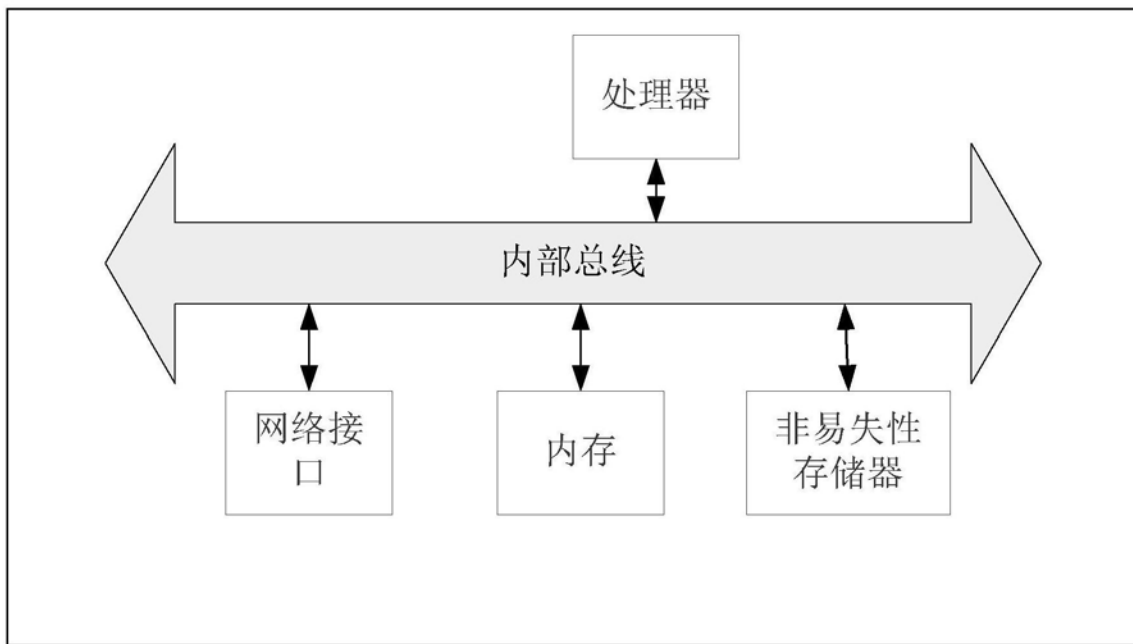 处理器
内部总线
网络接
口
内存
非易失性
存储器